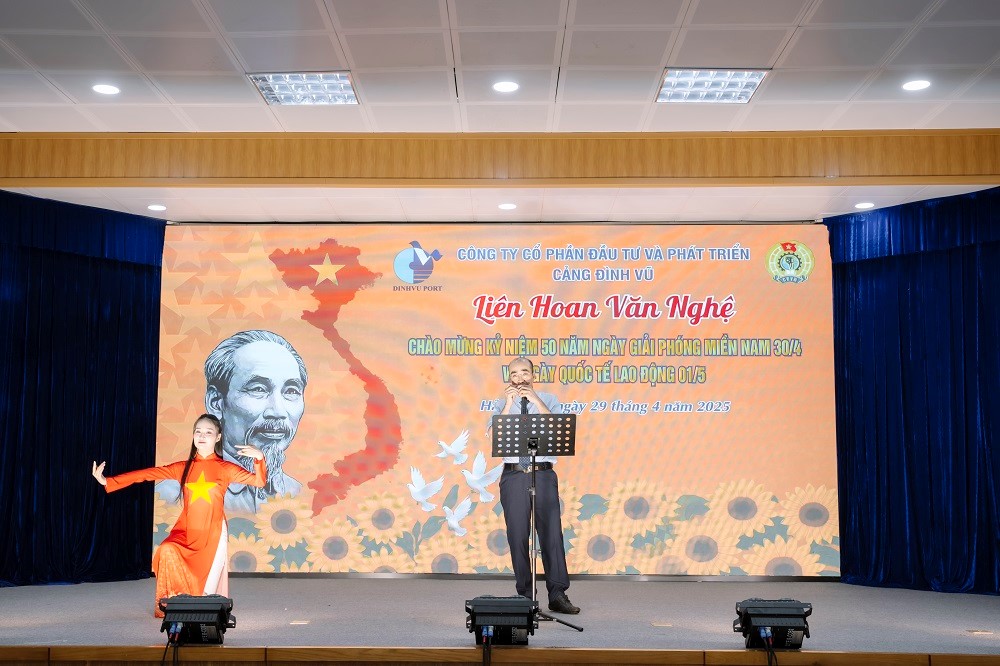 CÔNG TY CỔ PHẦN ĐẦU TƯ VÀ PHÁT TRIỂN
CẢNG ĐÌNH VŨ
DINHVU PORT
Liên Hoan Văn Nghệ
CHÀO MỪNG KỶ NIỆM 50 NĂM NGÀY GIẢI PHÓNG MIỀN NAM 30/4
NGÀY QUỐC TẾ LAO ĐỘNG 01/5
ngày 29 tháng 4 năm 2025